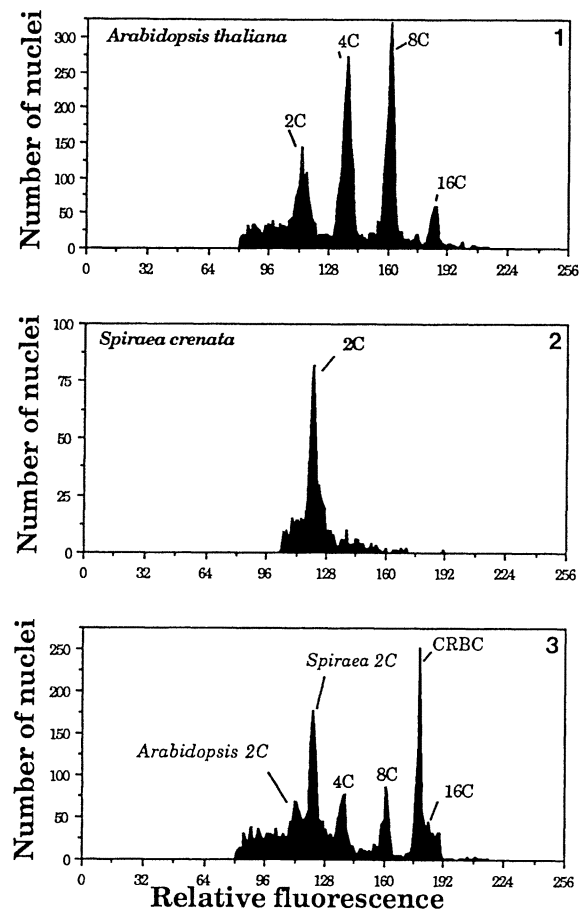 Number of nuclei
Arabidopsis thaliana
1
300
250
200
150
100
50
0
2C
4C
8C
16C
0 32 64 96 128 160 192 224 256
Number of nuclei
Spiraea crenata
2
100
75
50
25
0
2C
0 32 64 96 128 160 192 224 256
Number of nuclei
3
250
200
150
100
50
0
CRBC
Spiraea 2C
Arabidopsis 2C
4C
8C
16C
0 32 64 96 128 160 192 224 256
Relative fluorescence